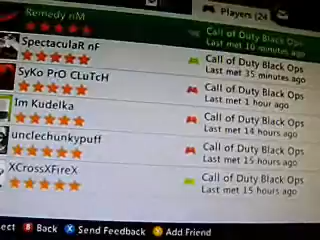 Players (24
Remedy nM
Call of Duty Black Ops
Last met 10 minutes ago
SpectaculaR nF
Call of Duty Black Ops
Last met 35 minutes ago
SyKo PrO CLuTcH
Call of Duty Black Ops
Last met 1 hour ago
Im Kudelka
Call of Duty Black Ops
Last met 14 hours ago
unclechunkypuff
Call of Duty Black Ops
Last met 15 hours ago
XCrossXFireX
Call of Duty Black Ops
Last met 15 hours ago
ect B Back X Send Feedback Y Add Friend